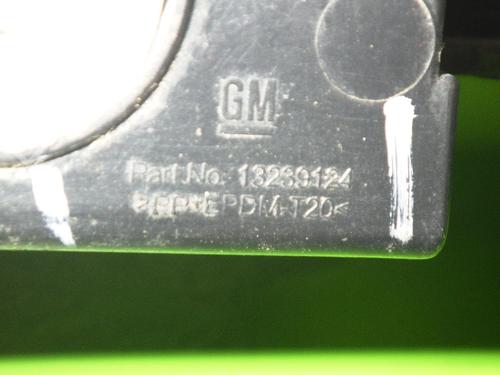 GM
Part No. 13239124
>PP+EPDM-T20<